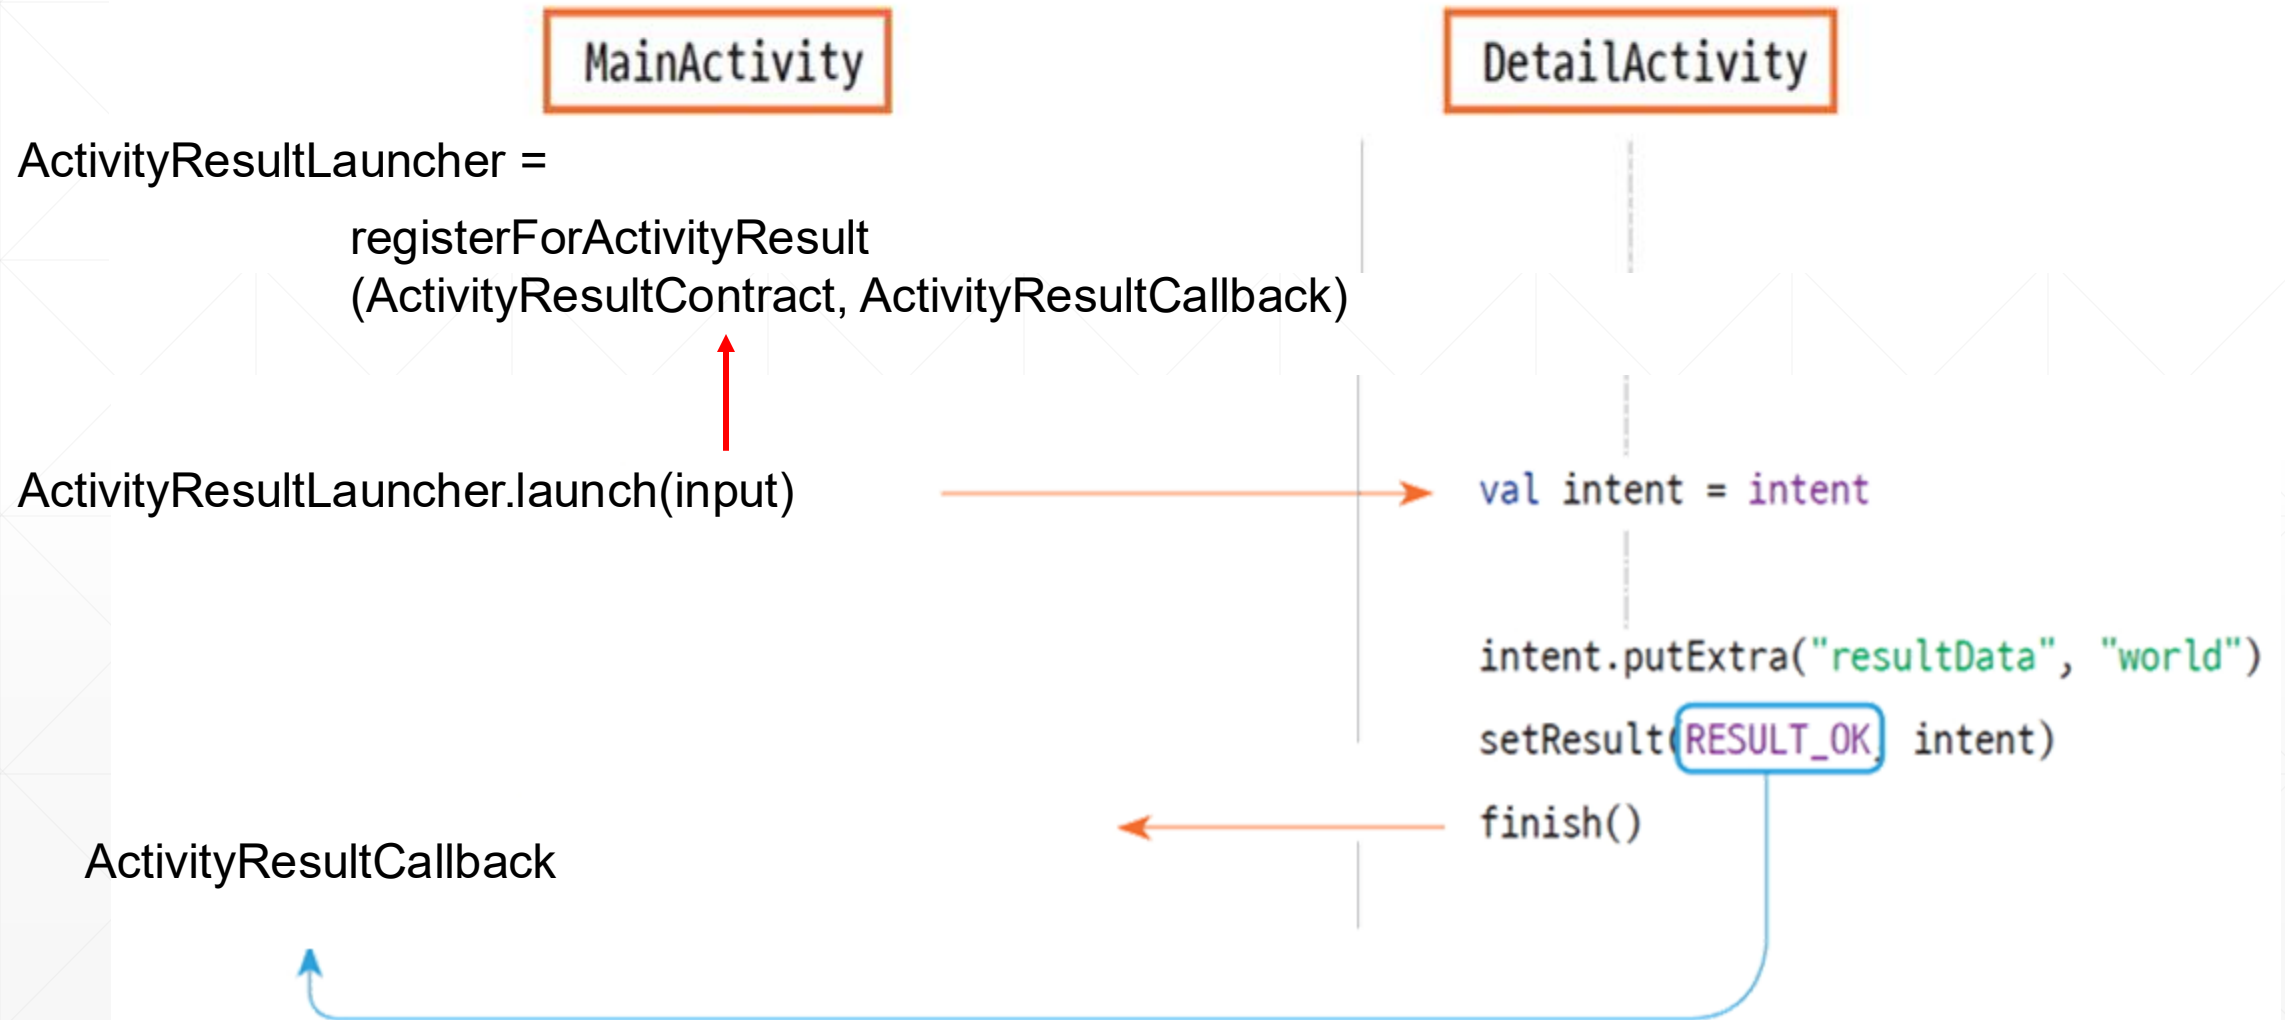 MainActivity
DetailActivity
ActivityResultLauncher =
registerForActivityResult
(ActivityResultContract, ActivityResultCallback)
ActivityResultLauncher.launch(input)
val intent = intent
intent.putExtra("resultData", "world")
setResult(RESULT_OK, intent)
finish()
ActivityResultCallback